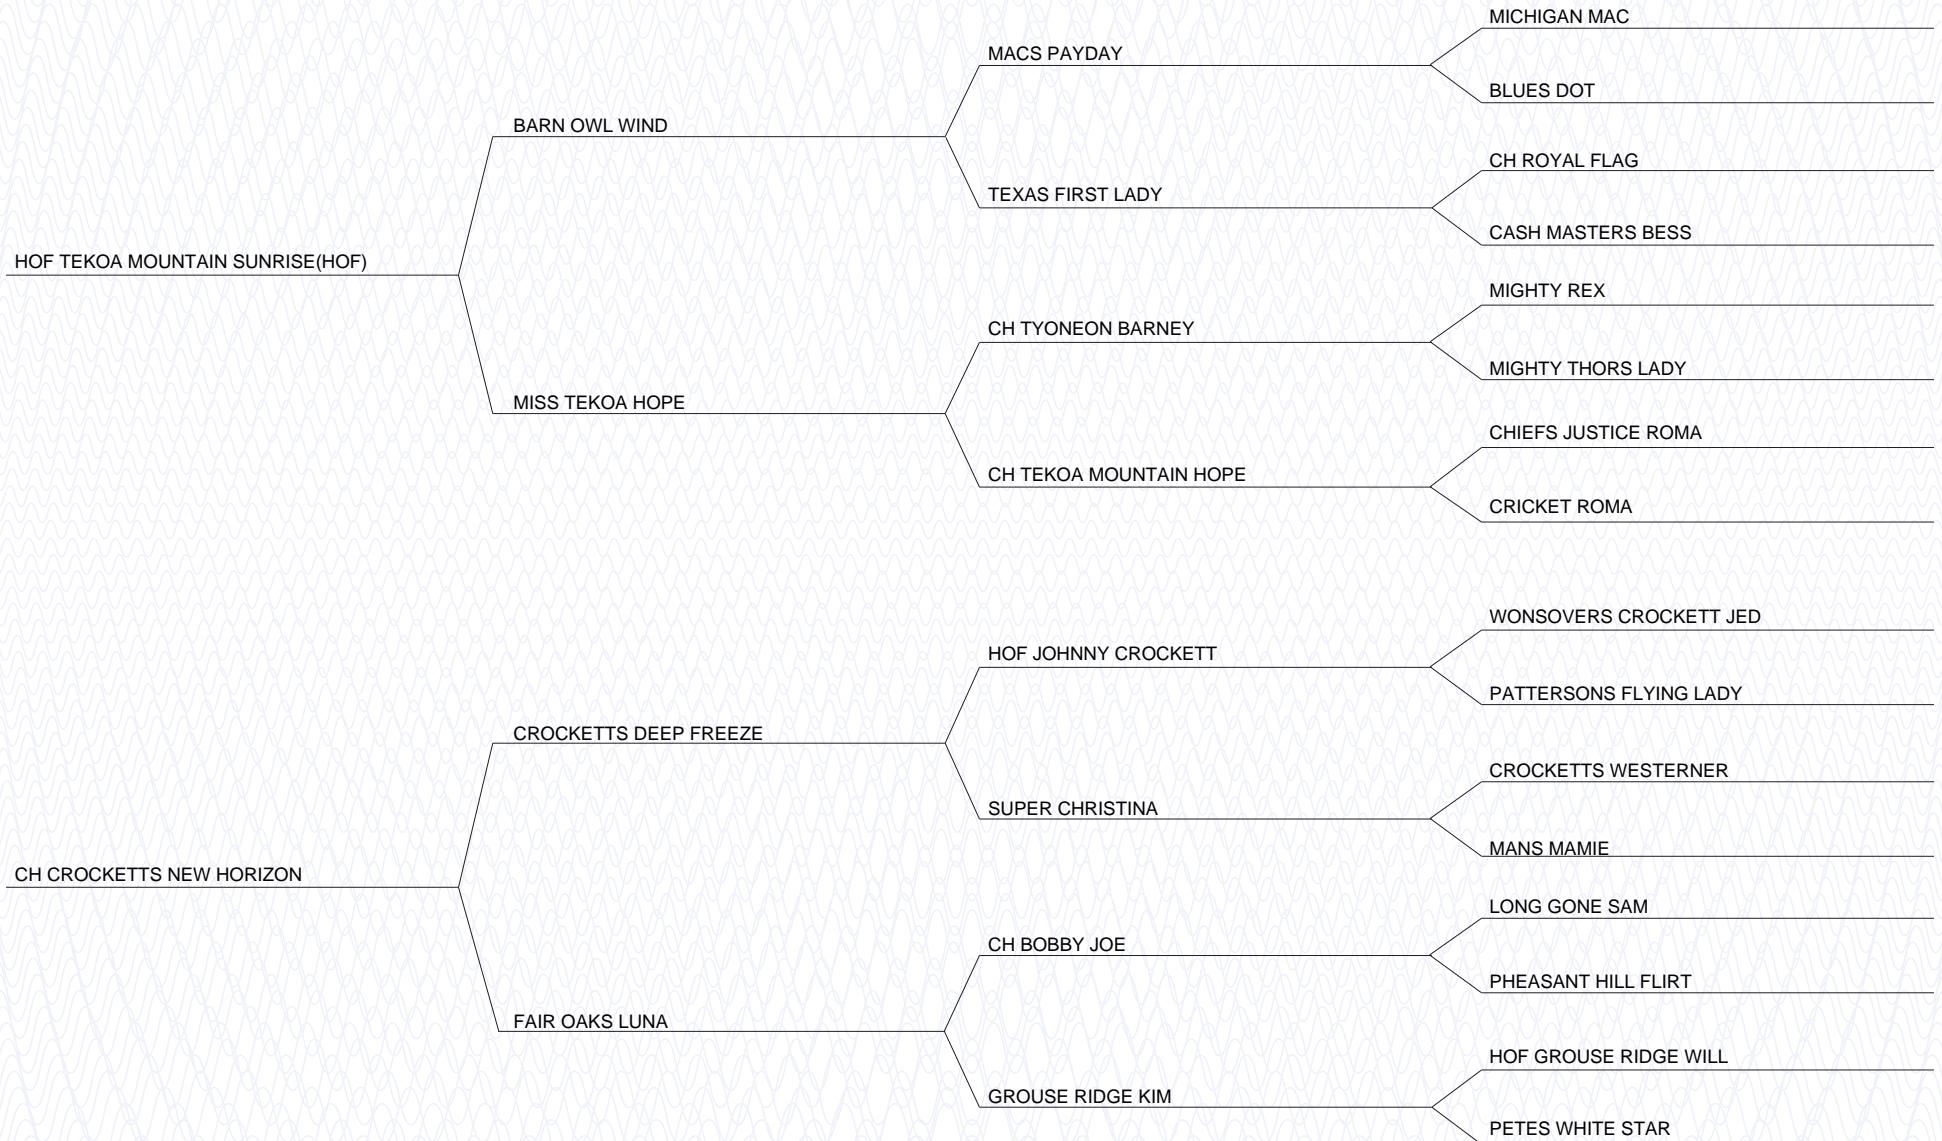 MICHIGAN MAC
MACS PAYDAY
BLUES DOT
BARN OWL WIND
CH ROYAL FLAG
TEXAS FIRST LADY
CASH MASTERS BESS
HOF TEKOA MOUNTAIN SUNRISE(HOF)
MIGHTY REX
CH TYONEON BARNEY
MIGHTY THORS LADY
MISS TEKOA HOPE
CHIEFS JUSTICE ROMA
CH TEKOA MOUNTAIN HOPE
CRICKET ROMA
WONSOVERS CROCKETT JED
HOF JOHNNY CROCKETT
PATTERSONS FLYING LADY
CROCKETTS DEEP FREEZE
CROCKETTS WESTERNER
SUPER CHRISTINA
MANS MAMIE
CH CROCKETTS NEW HORIZON
LONG GONE SAM
CH BOBBY JOE
PHEASANT HILL FLIRT
FAIR OAKS LUNA
HOF GROUSE RIDGE WILL
GROUSE RIDGE KIM
PETES WHITE STAR